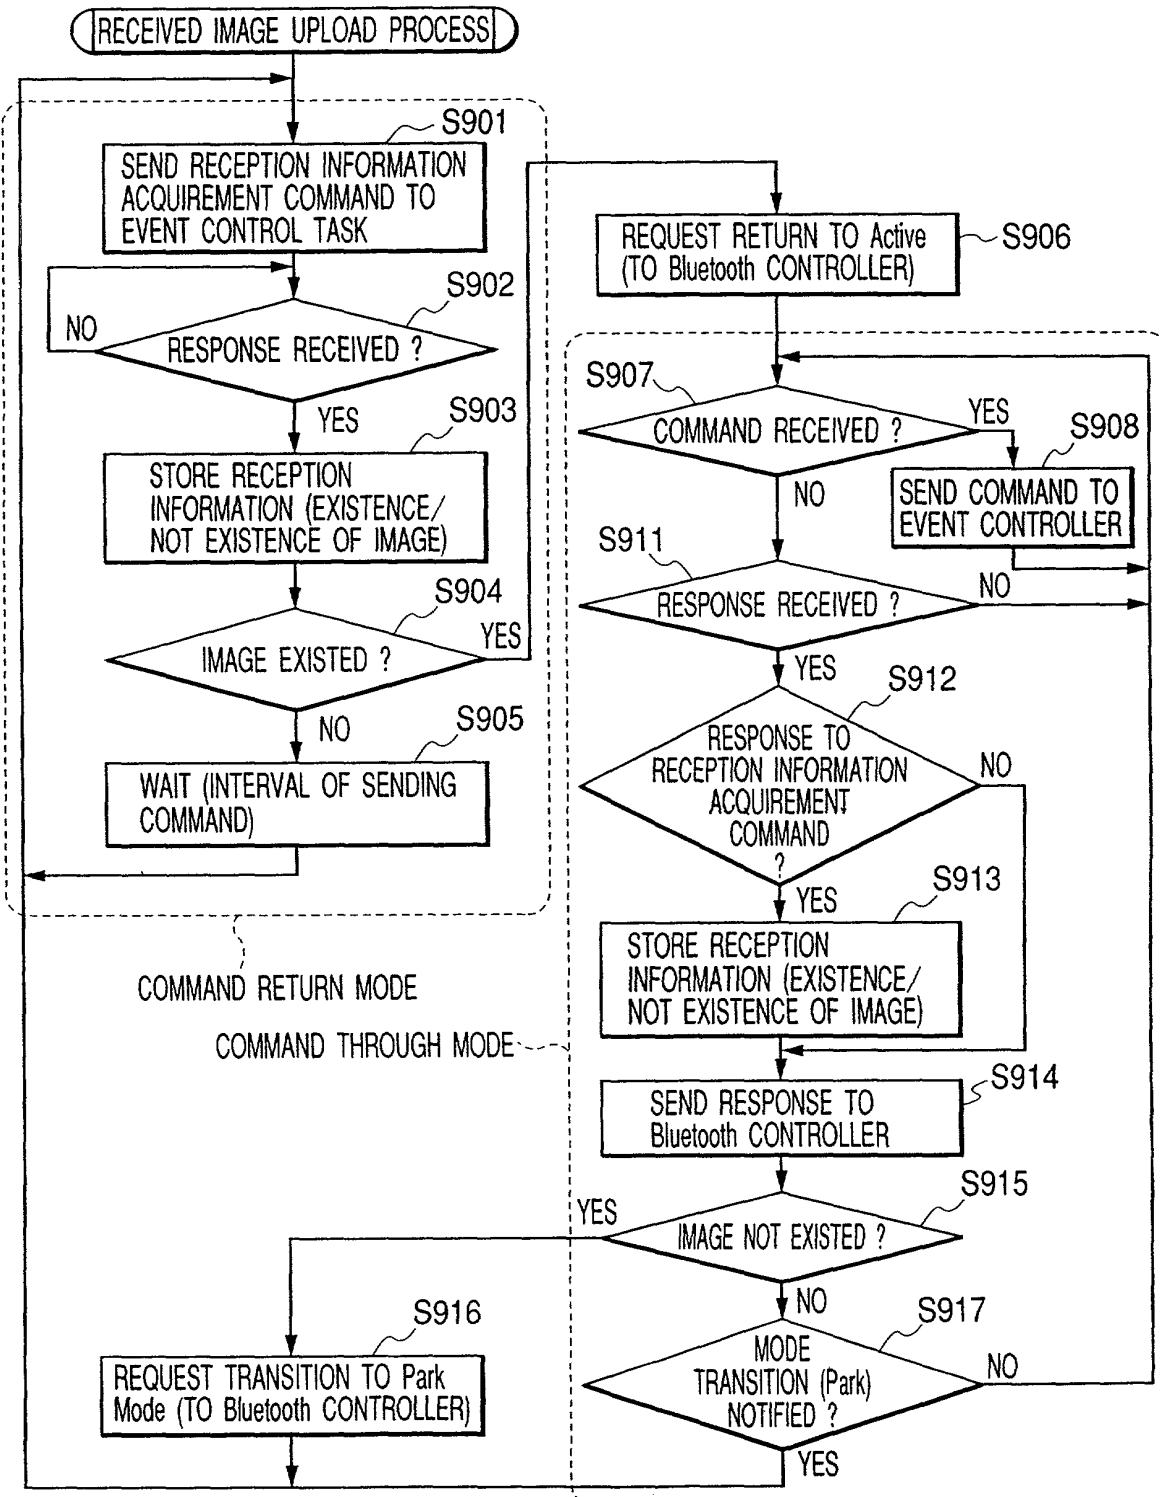 RECEIVED IMAGE UPLOAD PROCESS
S901
SEND RECEPTION INFORMATION
ACQUIREMENT COMMAND TO
EVENT CONTROL TASK
S902
NO
RESPONSE RECEIVED ?
YES
S903
STORE RECEPTION
INFORMATION (EXISTENCE/
NOT EXISTENCE OF IMAGE)
S904
YES
IMAGE EXISTED ?
NO
S905
WAIT (INTERVAL OF SENDING
COMMAND)
COMMAND RETURN MODE
REQUEST RETURN TO Active
(TO Bluetooth CONTROLLER)
S906
S907
COMMAND RECEIVED ?
YES
S908
NO
SEND COMMAND TO
EVENT CONTROLLER
S911
RESPONSE RECEIVED ?
NO
YES
S912
RESPONSE TO
RECEPTION INFORMATION
ACQUIREMENT
COMMAND
?
NO
YES
S913
STORE RECEPTION
INFORMATION (EXISTENCE/
NOT EXISTENCE OF IMAGE)
COMMAND THROUGH MODE
S914
SEND RESPONSE TO
Bluetooth CONTROLLER
S915
YES
IMAGE NOT EXISTED ?
NO
S916
REQUEST TRANSITION TO Park
Mode (TO Bluetooth CONTROLLER)
S917
MODE
TRANSITION (Park)
NOTIFIED ?
NO
YES